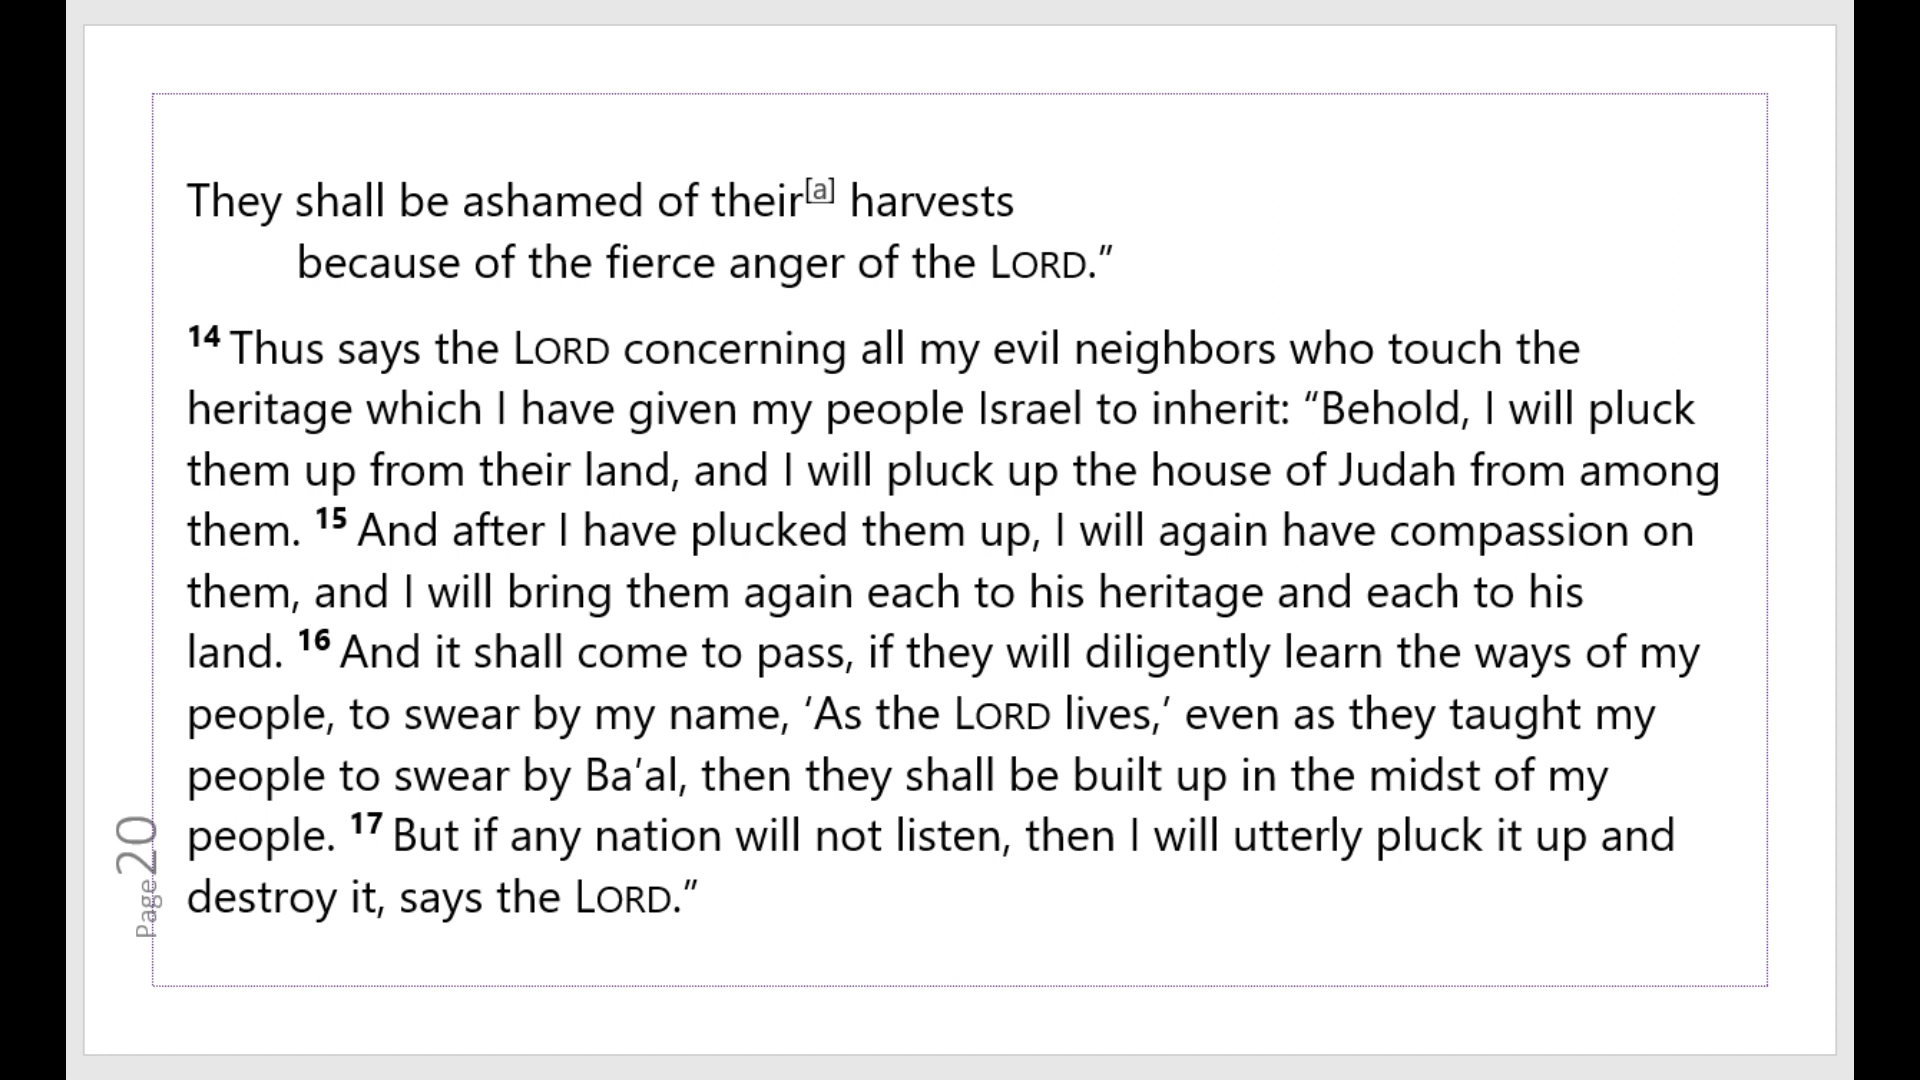 They shall be ashamed of their[a] harvests
because of the fierce anger of the LORD.”
14 Thus says the LORD concerning all my evil neighbors who touch the
heritage which I have given my people Israel to inherit: “Behold, I will pluck
them up from their land, and I will pluck up the house of Judah from among
them. 15 And after I have plucked them up, I will again have compassion on
them, and I will bring them again each to his heritage and each to his
land. 16 And it shall come to pass, if they will diligently learn the ways of my
people, to swear by my name, ‘As the LORD lives,’ even as they taught my
people to swear by Ba′al, then they shall be built up in the midst of my
people. 17 But if any nation will not listen, then I will utterly pluck it up and
destroy it, says the LORD.”
Page 20